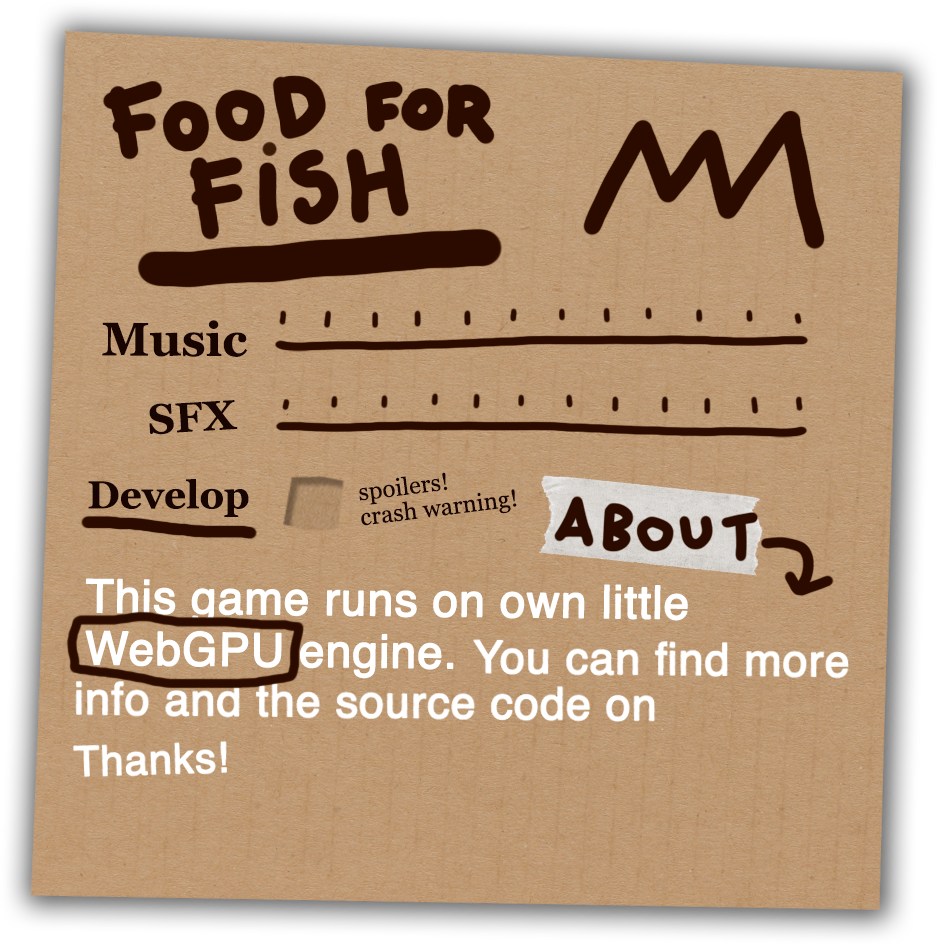 FOOD FOR
FiSH
Music
SFX
Develop
spoilers!
crash warning!
ABOUT
This game runs on own little
WebGPU engine. You can find more
info and the source code on
Thanks!